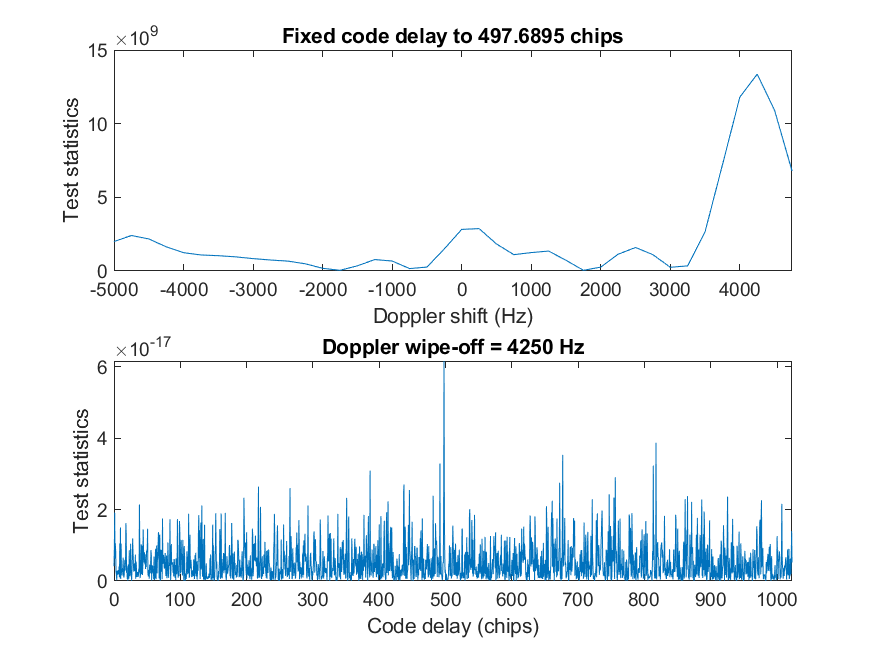 Fixed code delay to 497.6895 chips
×10^9
15
10
5
0
Test statistics
-5000 -4000 -3000 -2000 -1000 0 1000 2000 3000 4000
Doppler shift (Hz)
Doppler wipe-off = 4250 Hz
×10^-17
6
4
2
0
Test statistics
0 100 200 300 400 500 600 700 800 900 1000
Code delay (chips)